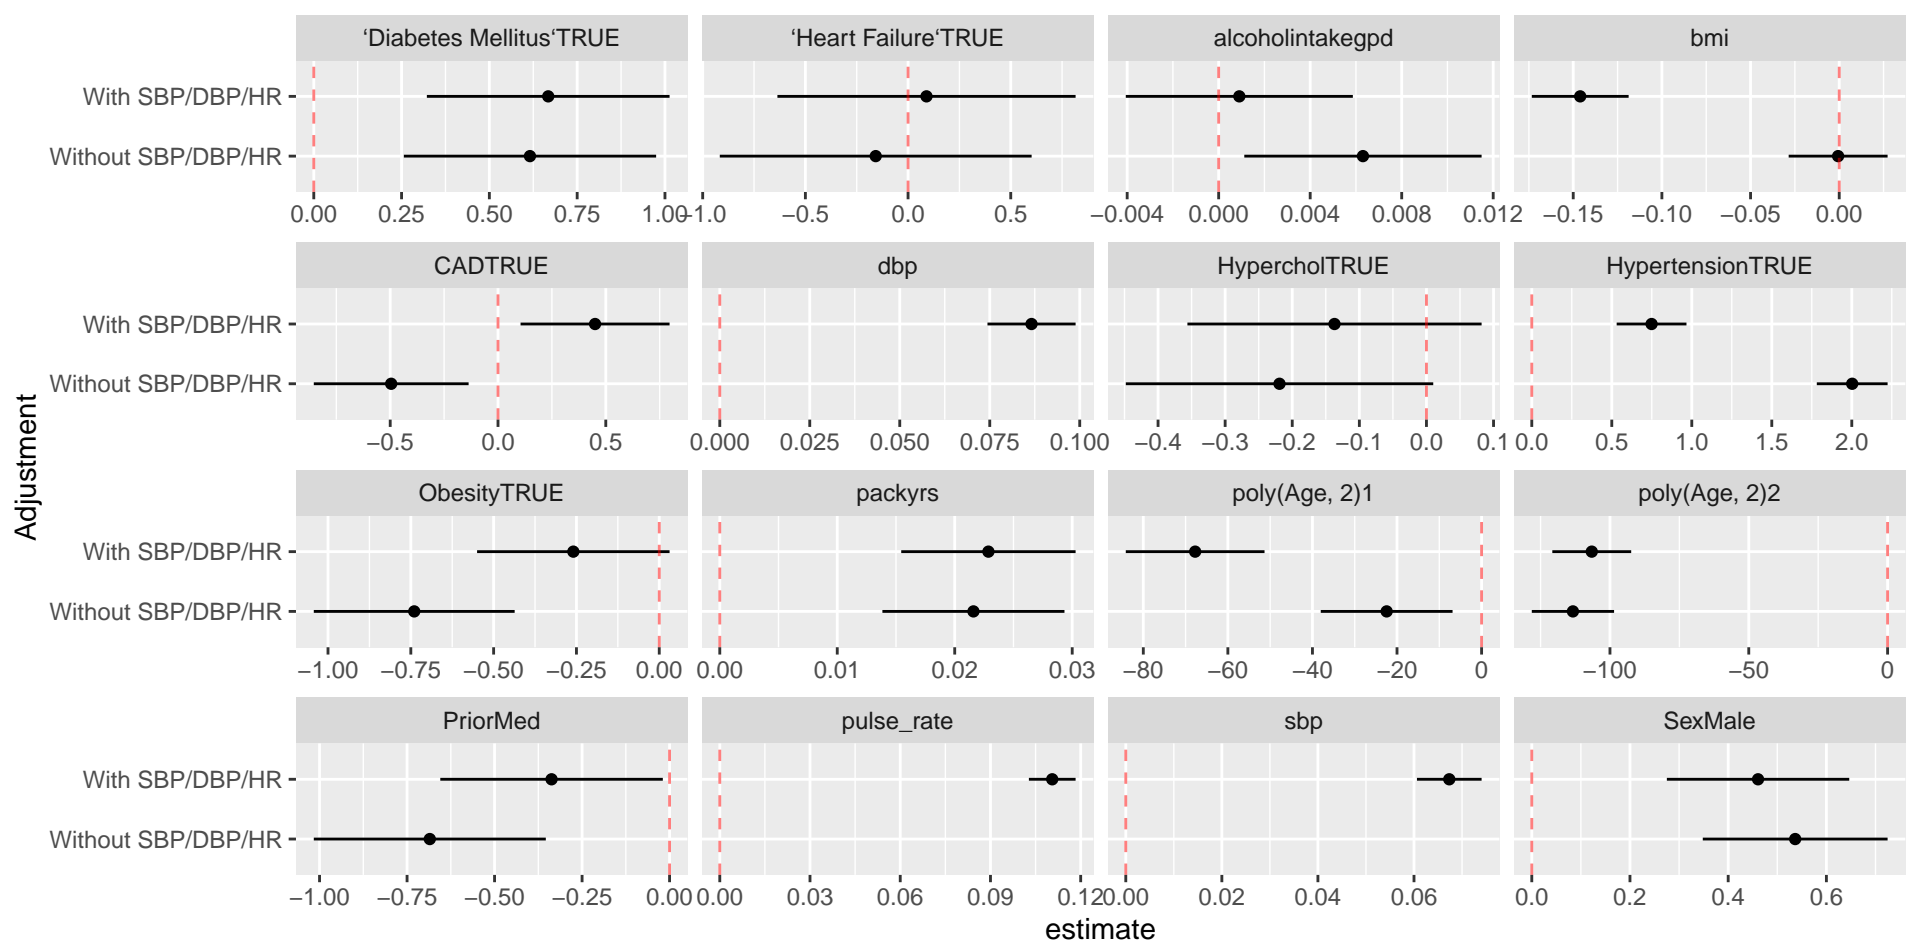 ‘Diabetes Mellitus‘TRUE ‘Heart Failure‘TRUE alcoholintakegpd bmi
With SBP/DBP/HR
Without SBP/DBP/HR
0.00 0.25 0.50 0.75 1.00 −1.0 −0.5 0.0 0.5 −0.004 0.000 0.004 0.008 0.012 −0.15 −0.10 −0.05 0.00
CADTRUE dbp HypercholTRUE HypertensionTRUE
With SBP/DBP/HR
Without SBP/DBP/HR
−0.5 0.0 0.5 0.000 0.025 0.050 0.075 0.100 −0.4 −0.3 −0.2 −0.1 0.0 0.1 0.0 0.5 1.0 1.5 2.0
Adjustment
ObesityTRUE packyrs poly(Age, 2)1 poly(Age, 2)2
With SBP/DBP/HR
Without SBP/DBP/HR
−1.00 −0.75 −0.50 −0.25 0.00 0.00 0.01 0.02 0.03 −80 −60 −40 −20 0 −100 −50 0
PriorMed pulse_rate sbp SexMale
With SBP/DBP/HR
Without SBP/DBP/HR
−1.00 −0.75 −0.50 −0.25 0.00 0.00 0.03 0.06 0.09 0.12 0.00 0.02 0.04 0.06 0.0 0.2 0.4 0.6
estimate